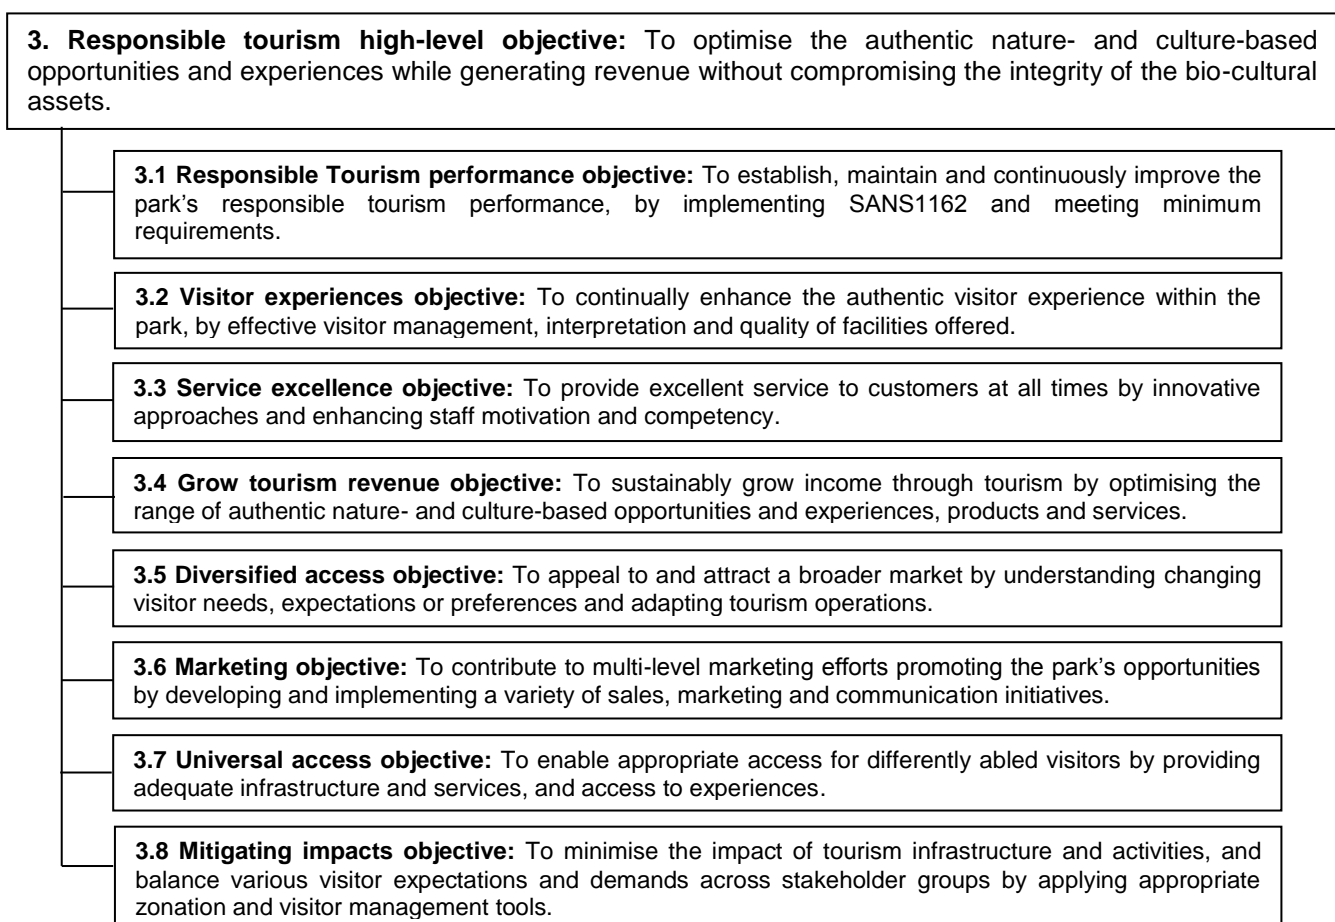 3. Responsible tourism high-level objective: To optimise the authentic nature- and culture-based
opportunities and experiences while generating revenue without compromising the integrity of the bio-cultural
assets.
3.1 Responsible Tourism performance objective: To establish, maintain and continuously improve the
park's responsible tourism performance, by implementing SANS1162 and meeting minimum
requirements.
3.2 Visitor experiences objective: To continually enhance the authentic visitor experience within the
park, by effective visitor management, interpretation and quality of facilities offered.
3.3 Service excellence objective: To provide excellent service to customers at all times by innovative
approaches and enhancing staff motivation and competency.
3.4 Grow tourism revenue objective: To sustainably grow income through tourism by optimising the
range of authentic nature- and culture-based opportunities and experiences, products and services.
3.5 Diversified access objective: To appeal to and attract a broader market by understanding changing
visitor needs, expectations or preferences and adapting tourism operations.
3.6 Marketing objective: To contribute to multi-level marketing efforts promoting the park's opportunities
by developing and implementing a variety of sales, marketing and communication initiatives.
3.7 Universal access objective: To enable appropriate access for differently abled visitors by providing
adequate infrastructure and services, and access to experiences.
3.8 Mitigating impacts objective: To minimise the impact of tourism infrastructure and activities, and
balance various visitor expectations and demands across stakeholder groups by applying appropriate
zonation and visitor management tools.